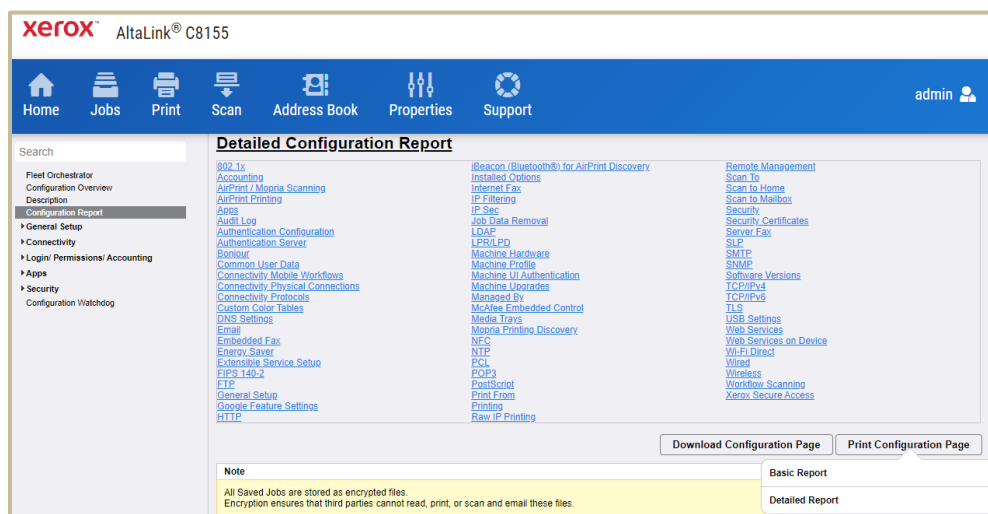 xerox™ AltaLink® C8155
Home Jobs Print Scan Address Book Properties Support admin
Search
Fleet Orchestrator
Configuration Overview
Description
Configuration Report
General Setup
Connectivity
Login/ Permissions/ Accounting
Apps
Security
Configuration Watchdog
Detailed Configuration Report
802.1x
Accounting
AirPrint / Mopria Scanning
AirPrint Printing
Apps
Audit Log
Authentication Configuration
Authentication Server
Bonjour
Common User Data
Connectivity Mobile Workflows
Connectivity Physical Connections
Connectivity Protocols
Custom Color Tables
DNS Settings
Email
Embedded Fax
Energy Saver
Extensible Service Setup
FIPS 140-2
FTP
General Setup
Google Feature Settings
HTTP
iBeacon (Bluetooth®) for AirPrint Discovery
Installed Options
Internet Fax
IP Filtering
IP Sec
Job Data Removal
LDAP
LPR/LPD
Machine Hardware
Machine Profile
Machine UI Authentication
Machine Upgrades
Managed By
McAfee Embedded Control
Media Trays
Mopria Printing Discovery
NFC
NTP
PCL
POP3
PostScript
Print From
Printing
Raw IP Printing
Remote Management
Scan To
Scan to Home
Scan to Mailbox
Security
Security Certificates
Server Fax
SLP
SMTP
SNMP
Software Versions
TCP/IPv4
TCP/IPv6
TLS
USB Settings
Web Services
Web Services on Device
Wi-Fi Direct
Wired
Wireless
Workflow Scanning
Xerox Secure Access
Download Configuration Page Print Configuration Page
Basic Report
Detailed Report
Note
All Saved Jobs are stored as encrypted files.
Encryption ensures that third parties cannot read, print, or scan and email these files.